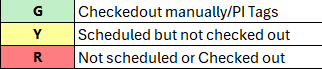 G Checkedout manually/PI Tags
Y Scheduled but not checked out
R Not scheduled or Checked out